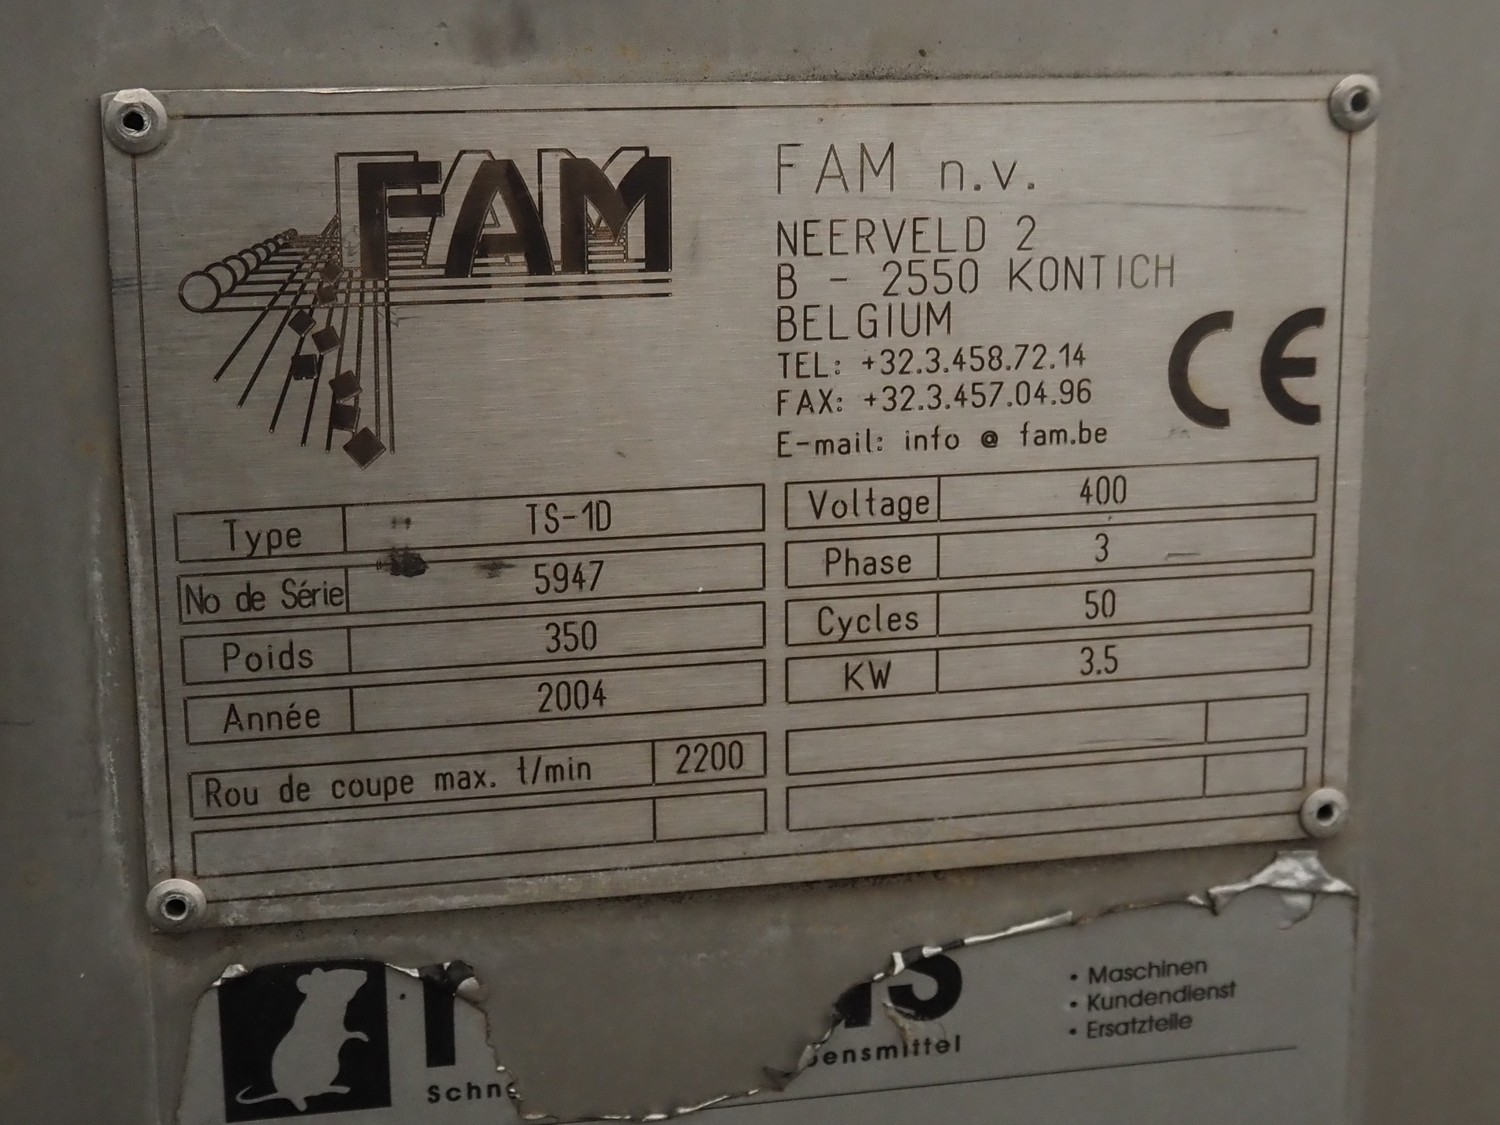 FAM
FAM n.v.
NEERVELD 2
B - 2550 KONTICH
BELGIUM
TEL: +32.3.458.72.14
FAX: +32.3.457.04.96
E-mail: info @ fam.be
CE
Type TS-1D
No de Série 5947
Poids 350
Année 2004
Rou de coupe max. t/min 2200
Voltage 400
Phase 3
Cycles 50
KW 3.5
• Maschinen
• Kundendienst
• Ersatzteile